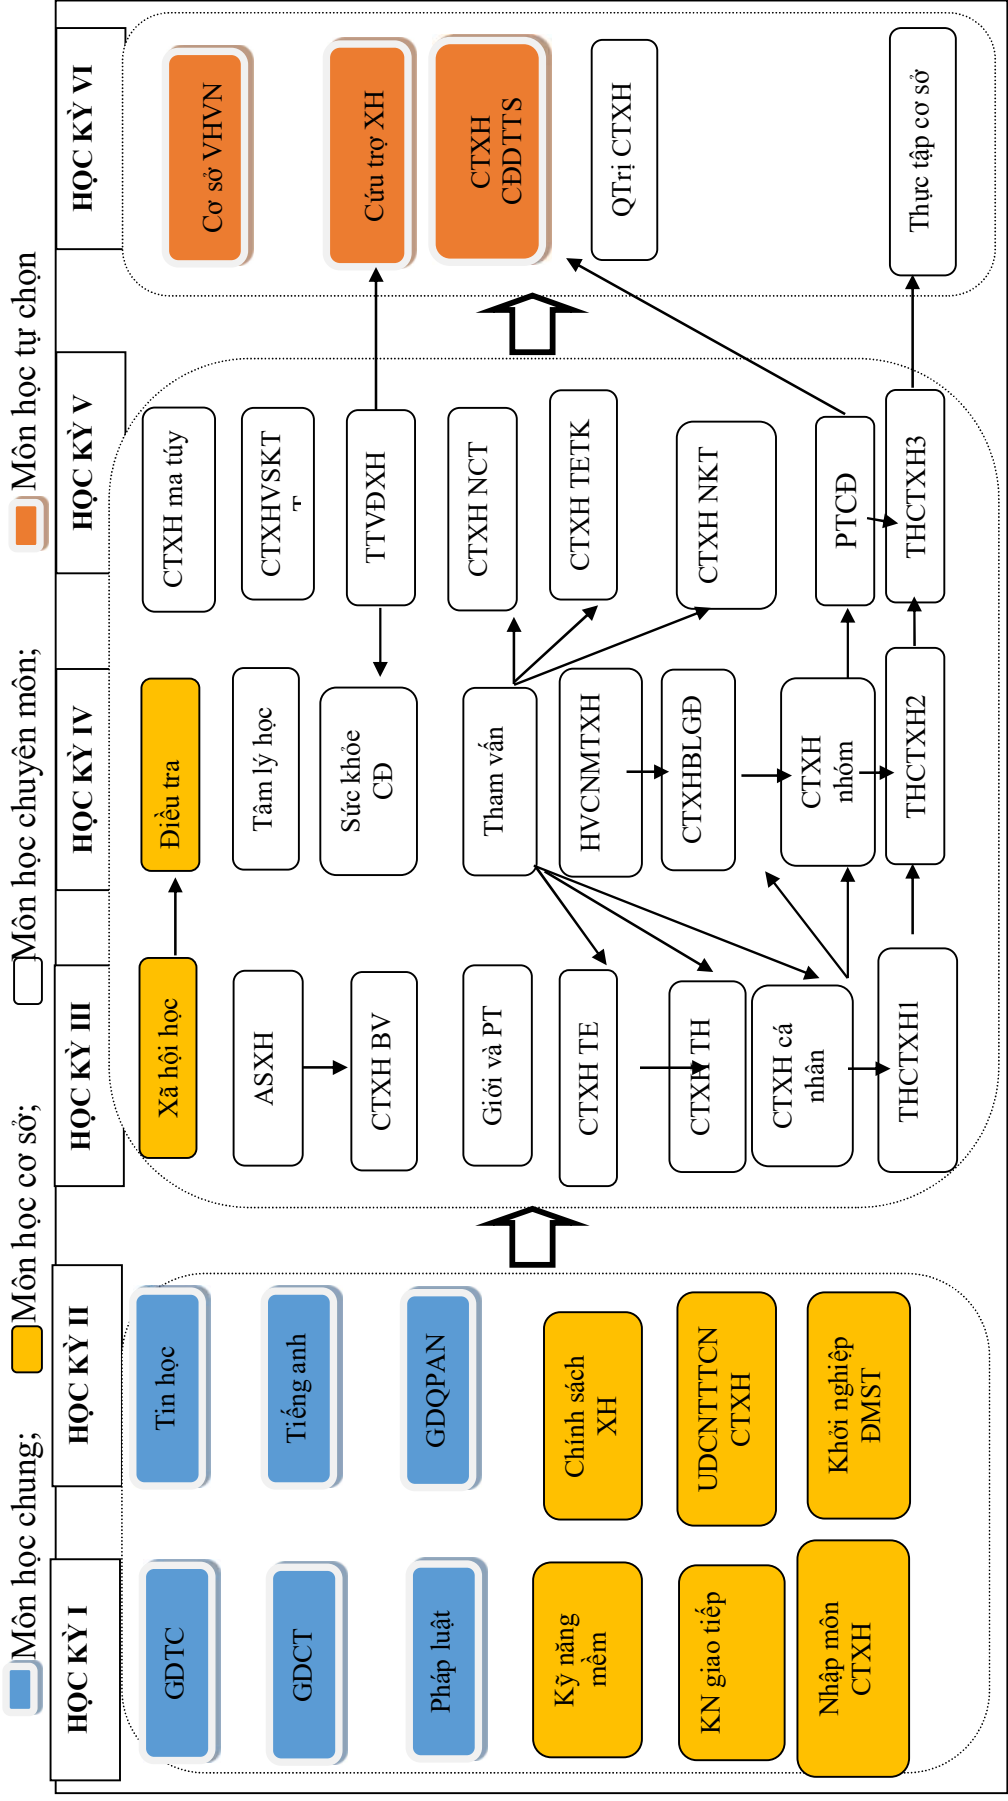 Môn học chung;
Môn học cơ sở;
Môn học chuyên môn;
Môn học tự chọn
HỌC KỲ I
HỌC KỲ II
HỌC KỲ III
HỌC KỲ IV
HỌC KỲ V
HỌC KỲ VI
GDTC
GDCT
Pháp luật
Kỹ năng
mềm
KN giao tiếp
Nhập môn
CTXH
Tin học
Tiếng anh
GDQPAN
Chính sách
XH
UDCNTTTCN
CTXH
Khởi nghiệp
ĐMST
Xã hội học
ASXH
CTXH BV
Giới và PT
CTXH TE
CTXH TH
CTXH cá
nhân
THCTXH1
Điều tra
Tâm lý học
Sức khỏe
CĐ
Tham vấn
HVCNMTXH
CTXHBLGĐ
CTXH
nhóm
THCTXH2
CTXH ma túy
CTXHVSKT
T
TTVĐXH
CTXH NCT
CTXH TETK
CTXH NKT
PTCĐ
THCTXH3
Cơ sở VHVN
Cứu trợ XH
CTXH
CĐDTTS
QTrị CTXH
Thực tập cơ sở